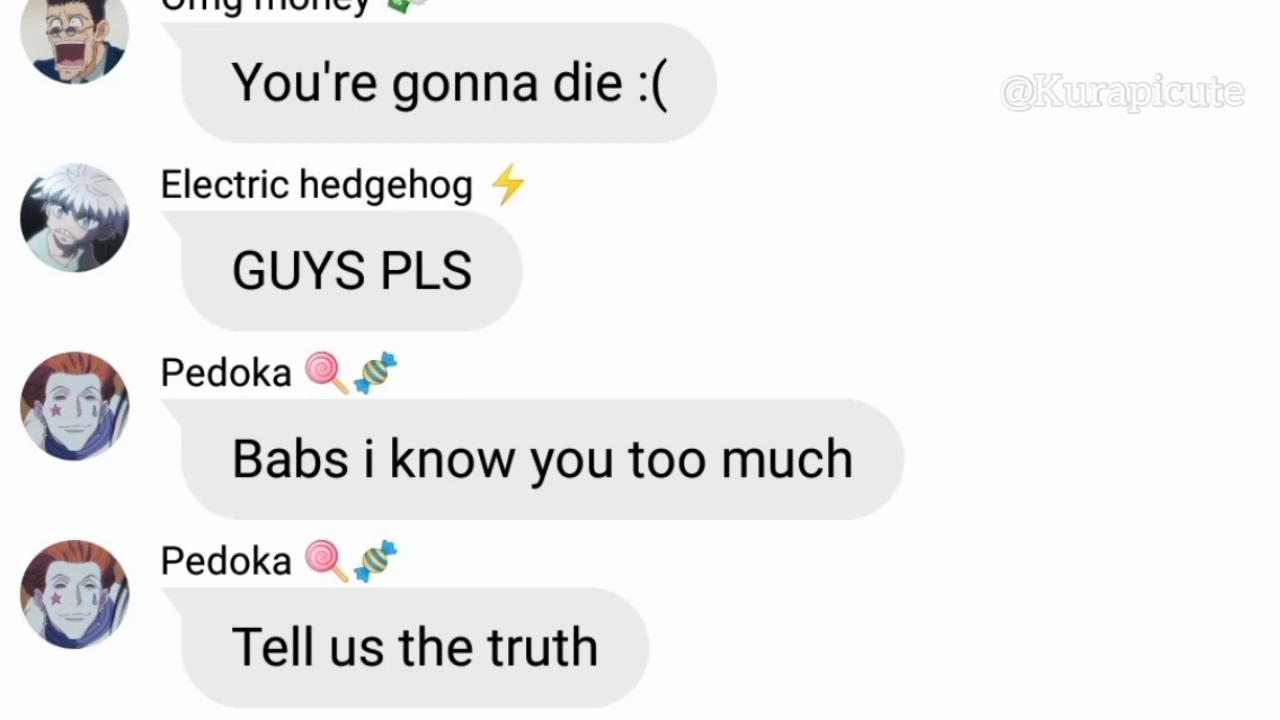 Omg money 💸
You're gonna die :(
@Kurapicute
Electric hedgehog ⚡
GUYS PLS
Pedoka 🍭🍬
Babs i know you too much
Pedoka 🍭🍬
Tell us the truth